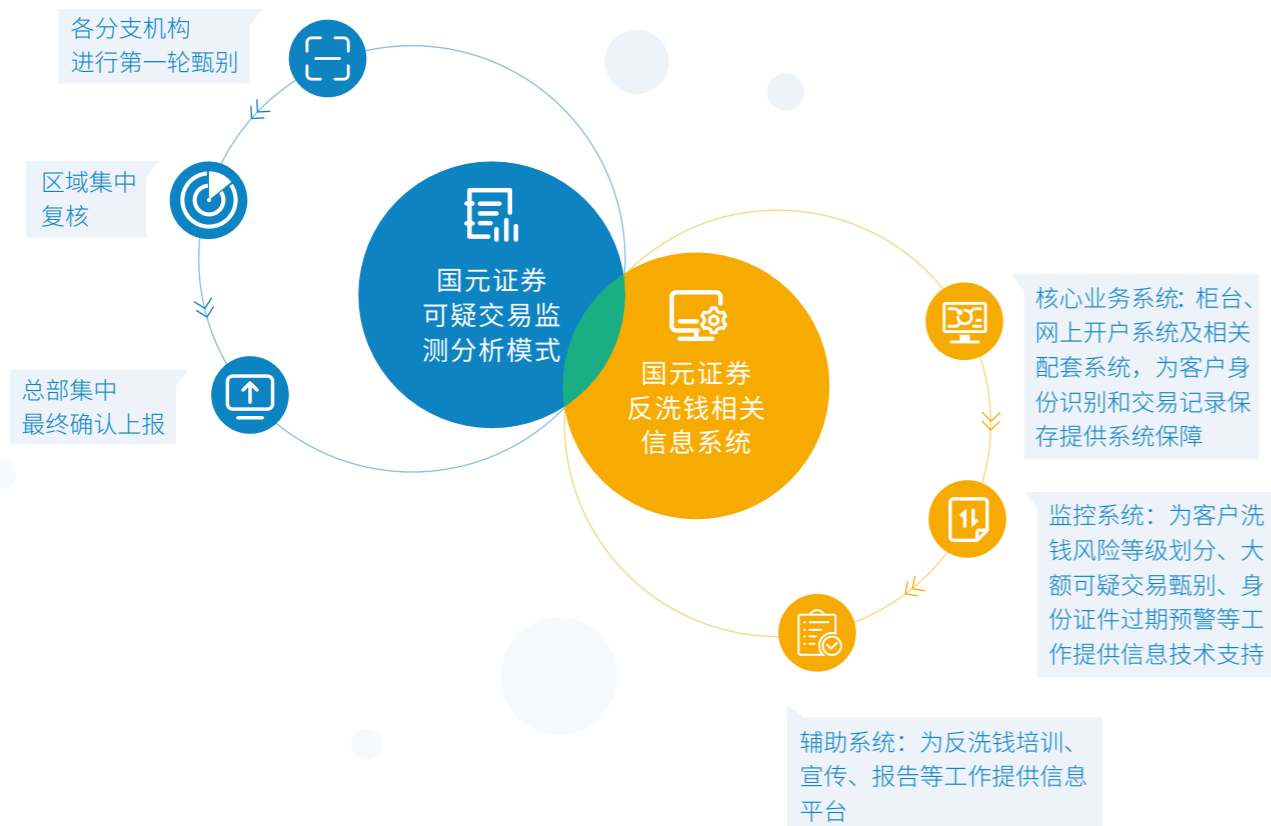 各分支机构
进行第一轮甄别
区域集中
复核
总部集中
最终确认上报
国元证券
可疑交易监
测分析模式
国元证券
反洗钱相关
信息系统
核心业务系统: 柜台、
网上开户系统及相关
配套系统，为客户身
份识别和交易记录保
存提供系统保障
监控系统：为客户洗
钱风险等级划分、大
额可疑交易甄别、身
份证件过期预警等工
作提供信息技术支持
辅助系统：为反洗钱培训、
宣传、报告等工作提供信息
平台